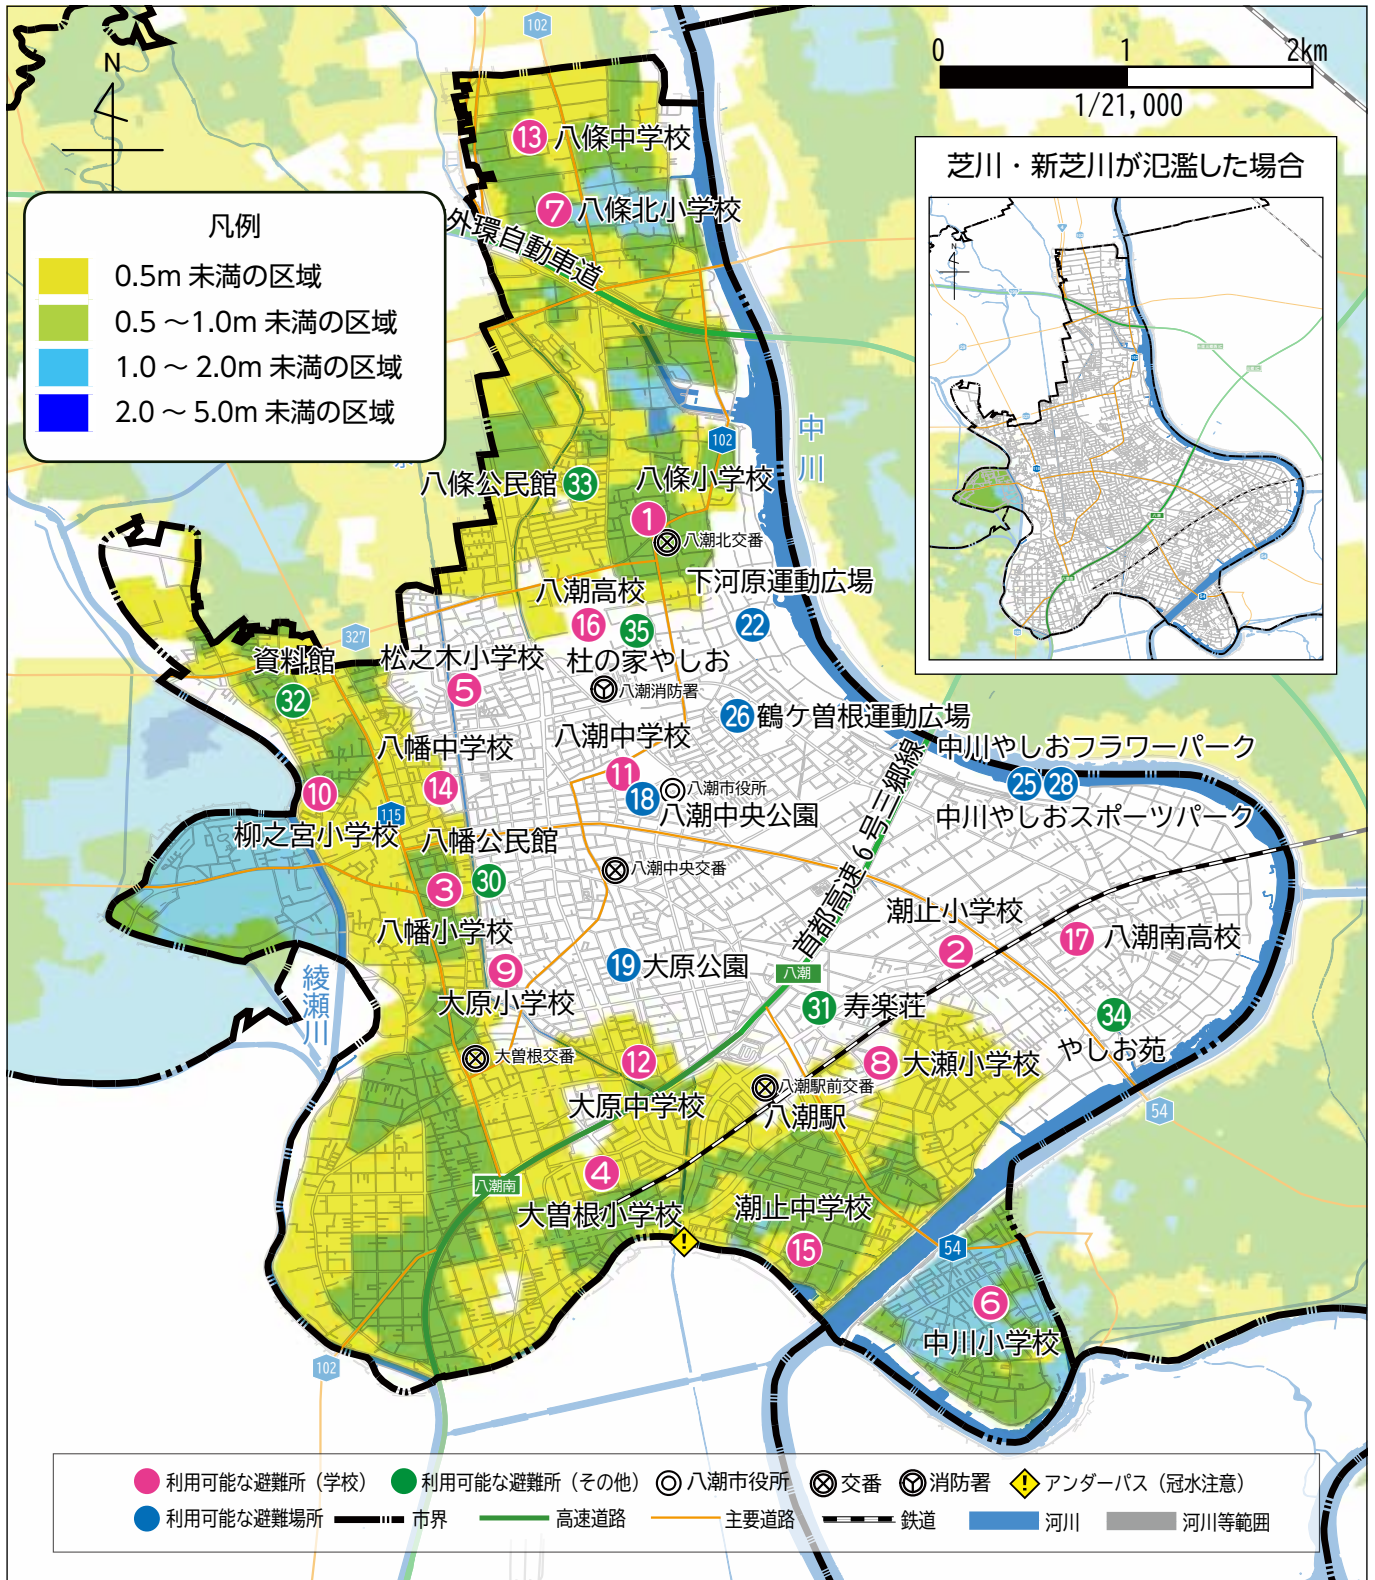 102
0 1 2km
1/21,000
N
芝川・新芝川が氾濫した場合
凡例
0.5m 未満の区域
0.5 ～1.0m 未満の区域
1.0 ～ 2.0m 未満の区域
2.0 ～ 5.0m 未満の区域
13 八條中学校
7 八條北小学校
外環自動車道
中川
102
八條公民館 33
八條小学校
1
八潮北交番
八潮高校
16
35
杜の家やしお
下河原運動広場
22
327
資料館
32
松之木小学校
5
八潮消防署
26 鶴ケ曽根運動広場
八幡中学校
14
八潮中学校
11
18
八潮市役所
八潮中央公園
中川やしおフラワーパーク
25 28
中川やしおスポーツパーク
首都高速6号三郷線
10
柳之宮小学校
115
八幡公民館
30
3
八幡小学校
八潮中央交番
潮止小学校
2
17 八潮南高校
9
大原小学校
19 大原公園
八潮
31 寿楽荘
34
やしお苑
綾瀬川
大曽根交番
12
大原中学校
8 大瀬小学校
八潮駅前交番
八潮駅
54
4
大曽根小学校
八潮南
潮止中学校
15
54
6
中川小学校
102
利用可能な避難所（学校） 利用可能な避難所（その他） 八潮市役所 交番 消防署 アンダーパス（冠水注意）
利用可能な避難場所 市界 高速道路 主要道路 鉄道 河川 河川等範囲